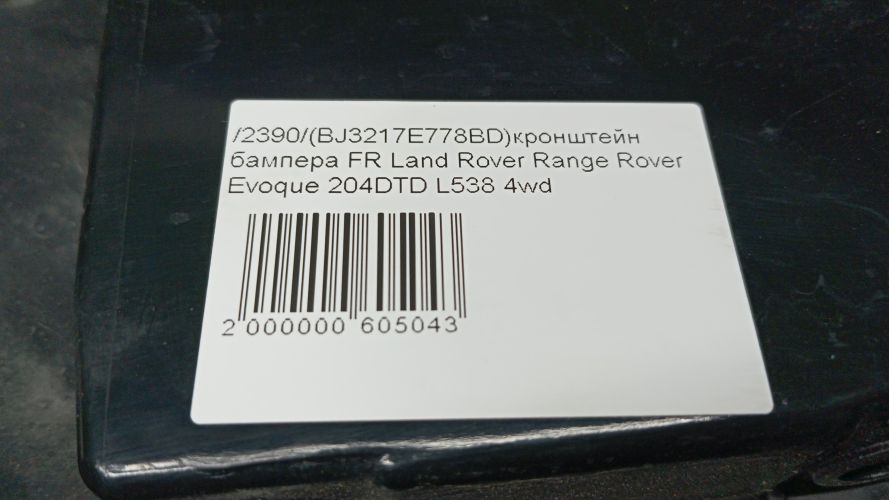 /2390/(BJ3217E778BD)кронштейн
бампера FR Land Rover Range Rover
Evoque 204DTD L538 4wd
2 000000 605043